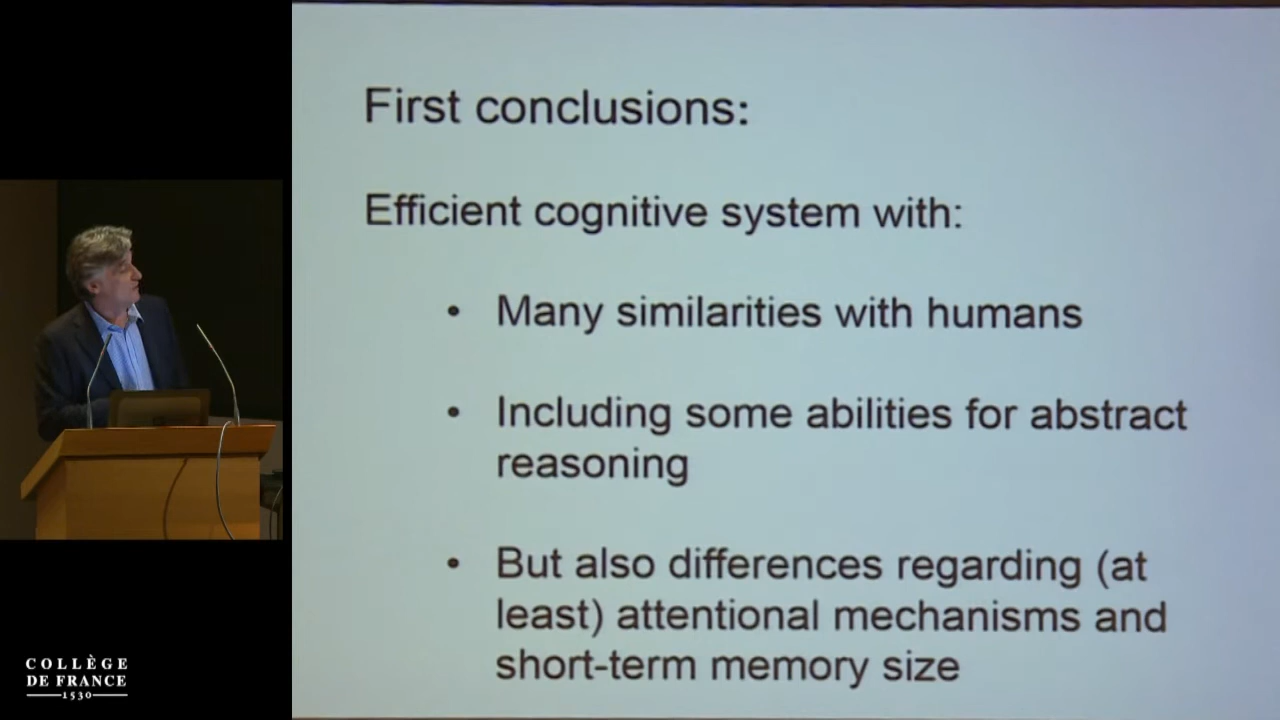 First conclusions:
Efficient cognitive system with:
• Many similarities with humans
• Including some abilities for abstract
reasoning
• But also differences regarding (at
least) attentional mechanisms and
short-term memory size
COLLÈGE
DE FRANCE
1530